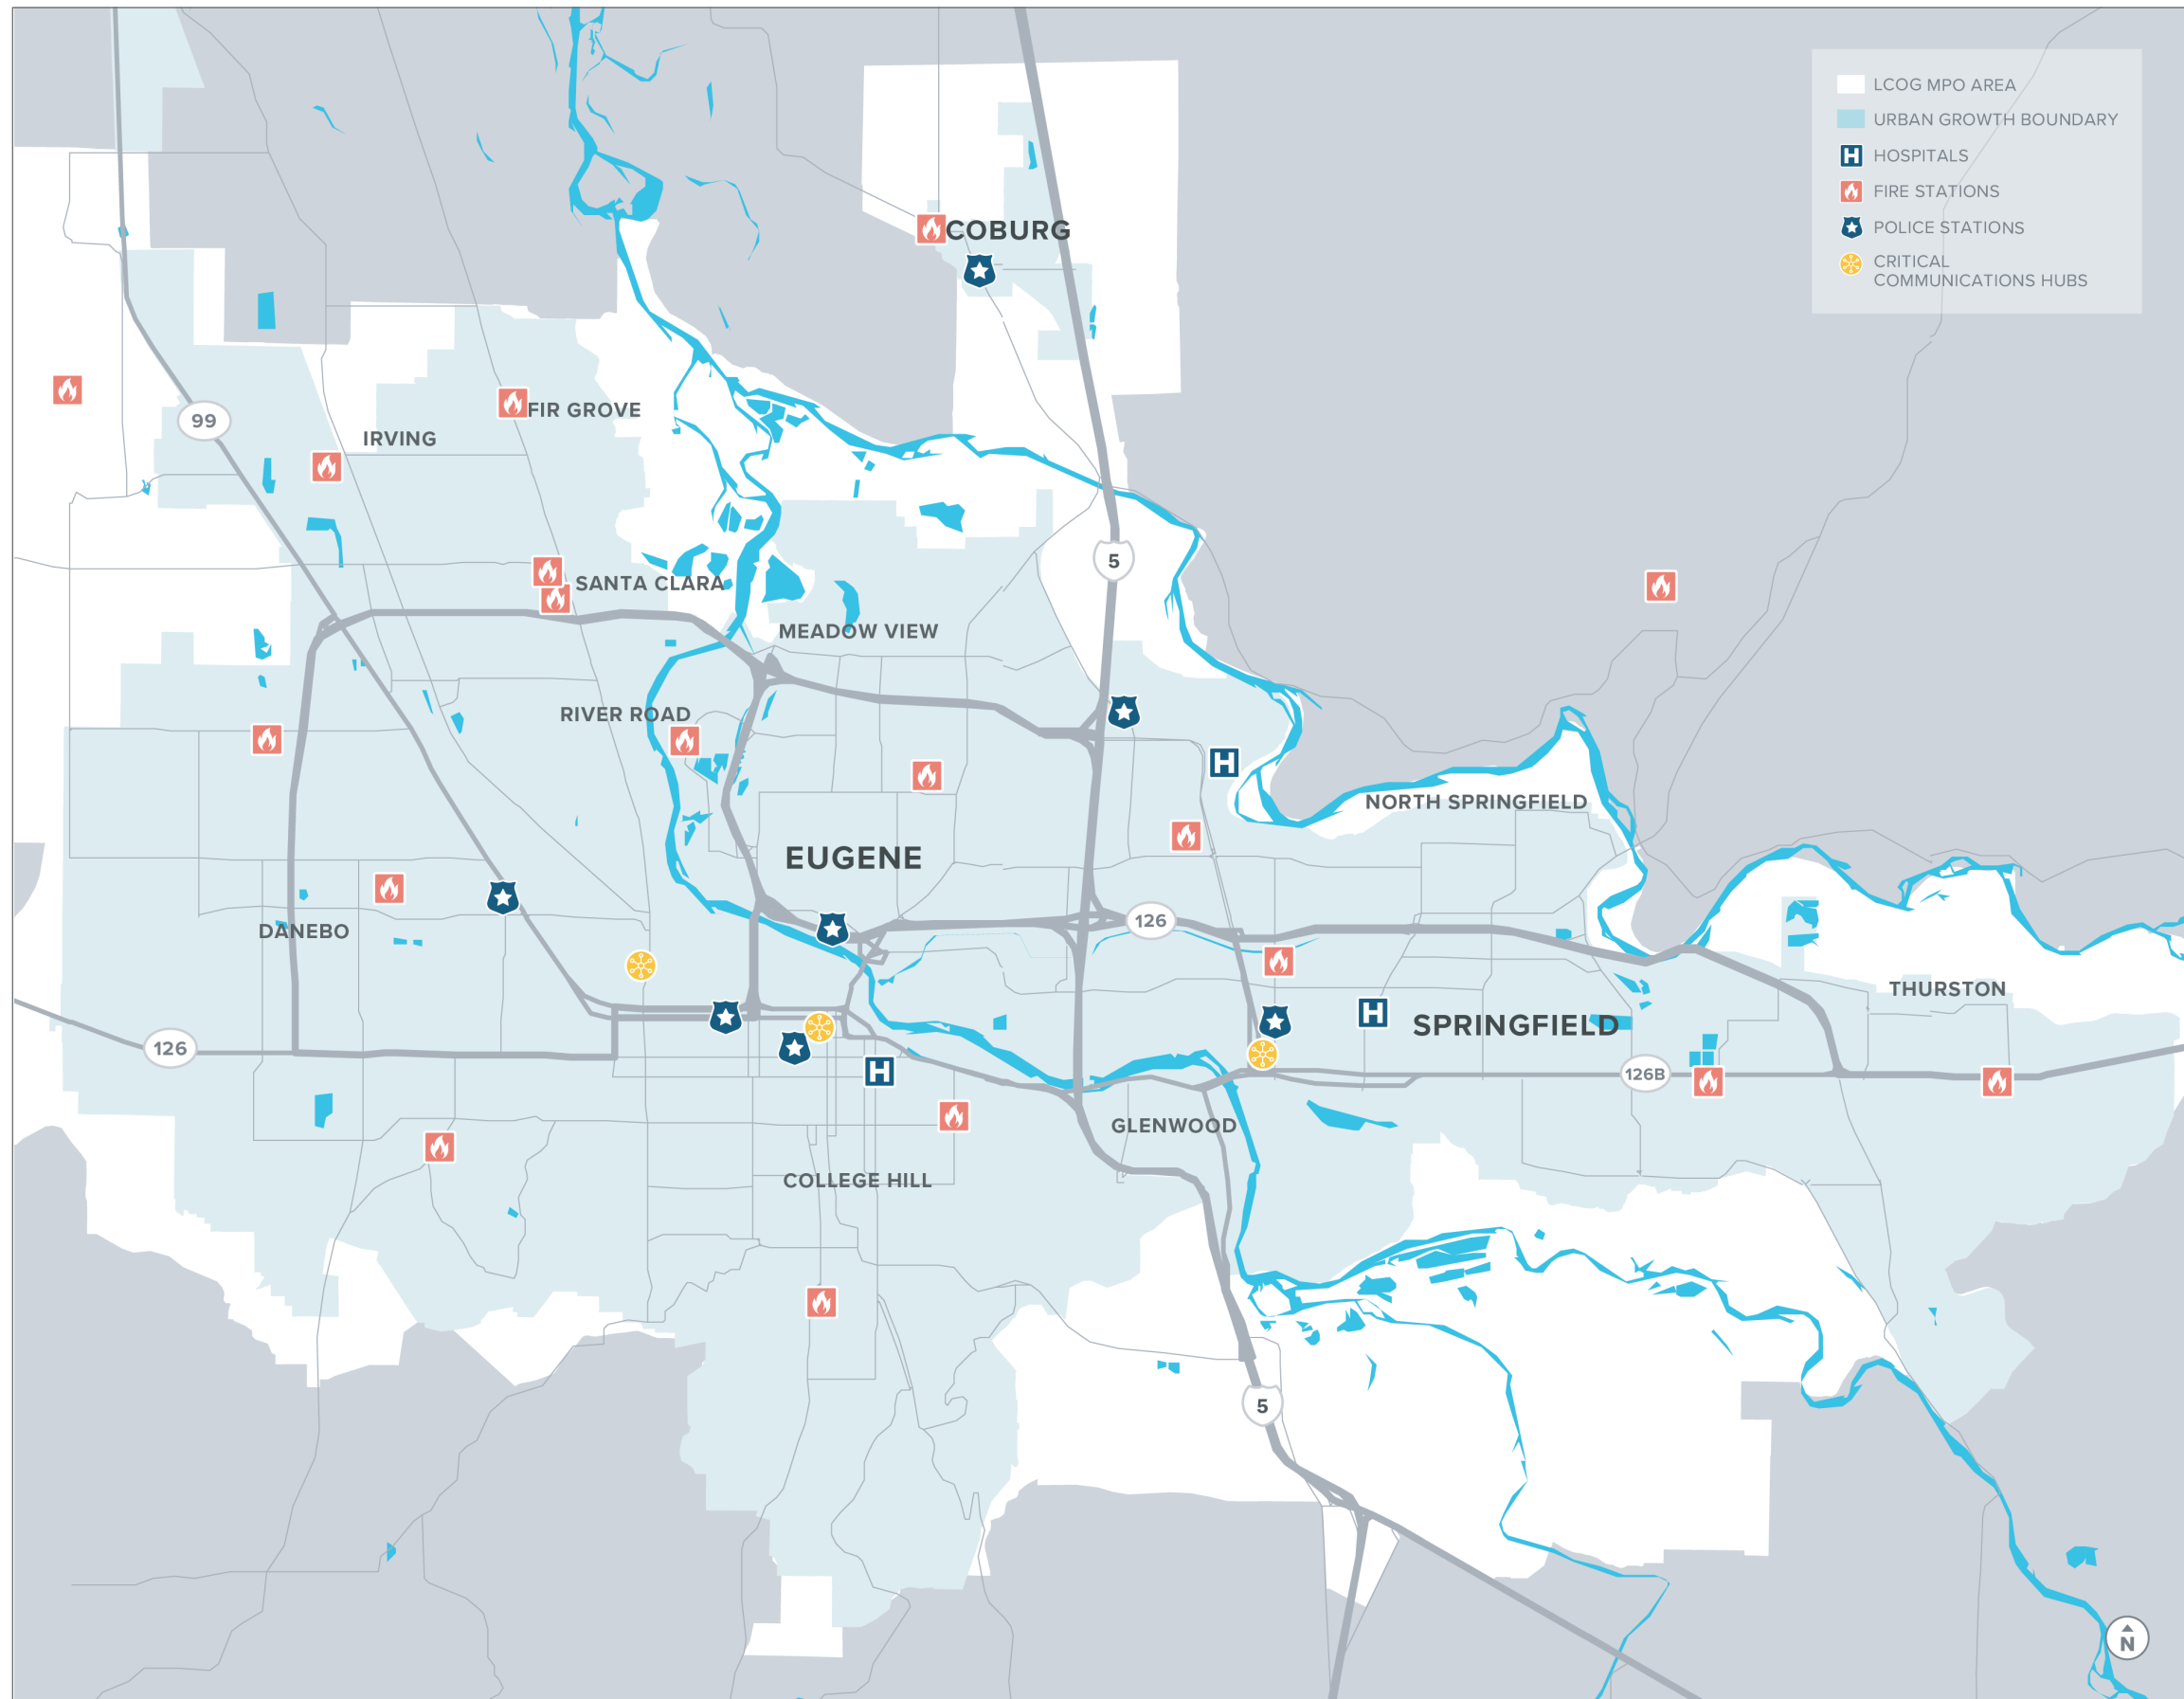 LCOG MPO AREA
URBAN GROWTH BOUNDARY
H HOSPITALS
FIRE STATIONS
POLICE STATIONS
CRITICAL
COMMUNICATIONS HUBS
COBURG
99
FIR GROVE
IRVING
5
SANTA CLARA
MEADOW VIEW
RIVER ROAD
H
NORTH SPRINGFIELD
EUGENE
126
DANEBO
THURSTON
H
SPRINGFIELD
126
H
126B
GLENWOOD
COLLEGE HILL
5
N